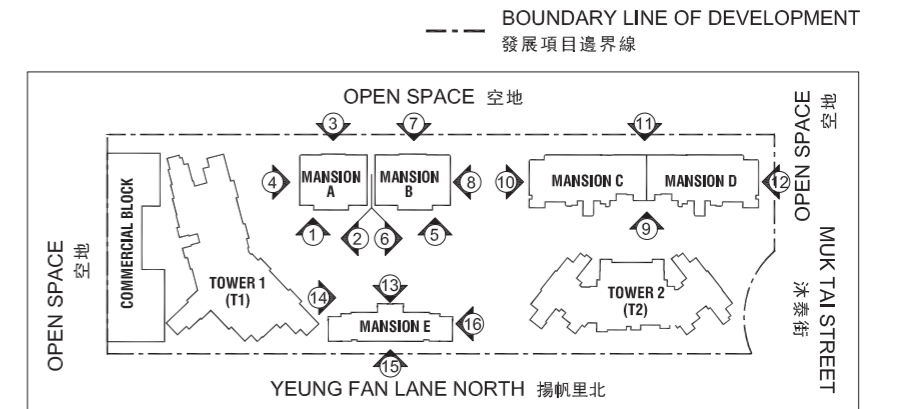 BOUNDARY LINE OF DEVELOPMENT
發展項目邊界線
OPEN SPACE 空地
3
7
11
OPEN SPACE
空地
4
MANSION
A
MANSION
B
8
10
MANSION C
MANSION D
12
1
2
6
5
9
COMMERCIAL BLOCK
OPEN SPACE
空地
TOWER 1
(T1)
14
13
MANSION E
16
TOWER 2
(T2)
MUK TAI STREET
沐泰街
15
YEUNG FAN LANE NORTH 揚帆里北